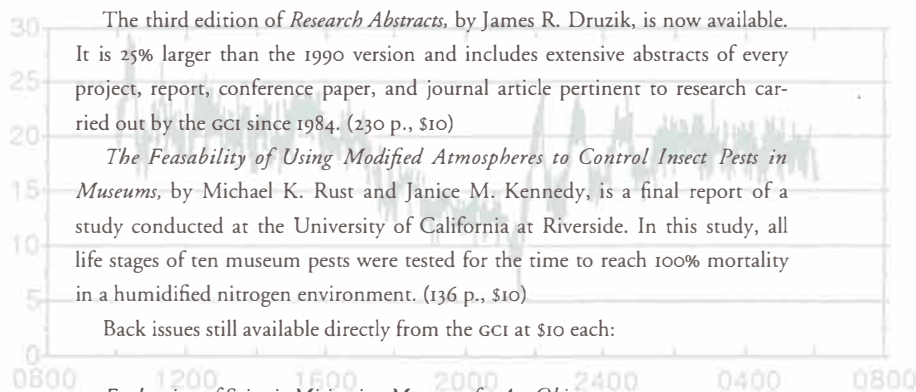 The third edition of Research Abstracts, by James R. Druzik, is now available.
It is 25% larger than the 1990 version and includes extensive abstracts of every
project, report, conference paper, and journal article pertinent to research car-
ried out by the GCI since 1984. (230 p., $10)
The Feasability of Using Modified Atmospheres to Control Insect Pests in
Museums, by Michael K. Rust and Janice M. Kennedy, is a final report of a
study conducted at the University of California at Riverside. In this study, all
life stages of ten museum pests were tested for the time to reach 100% mortality
in a humidified nitrogen environment. (136 p., $10)
Back issues still available directly from the GCI at $10 each:
30
25
20
15
10
5
0
0800 1200 1600 2000 2400 0400 0800